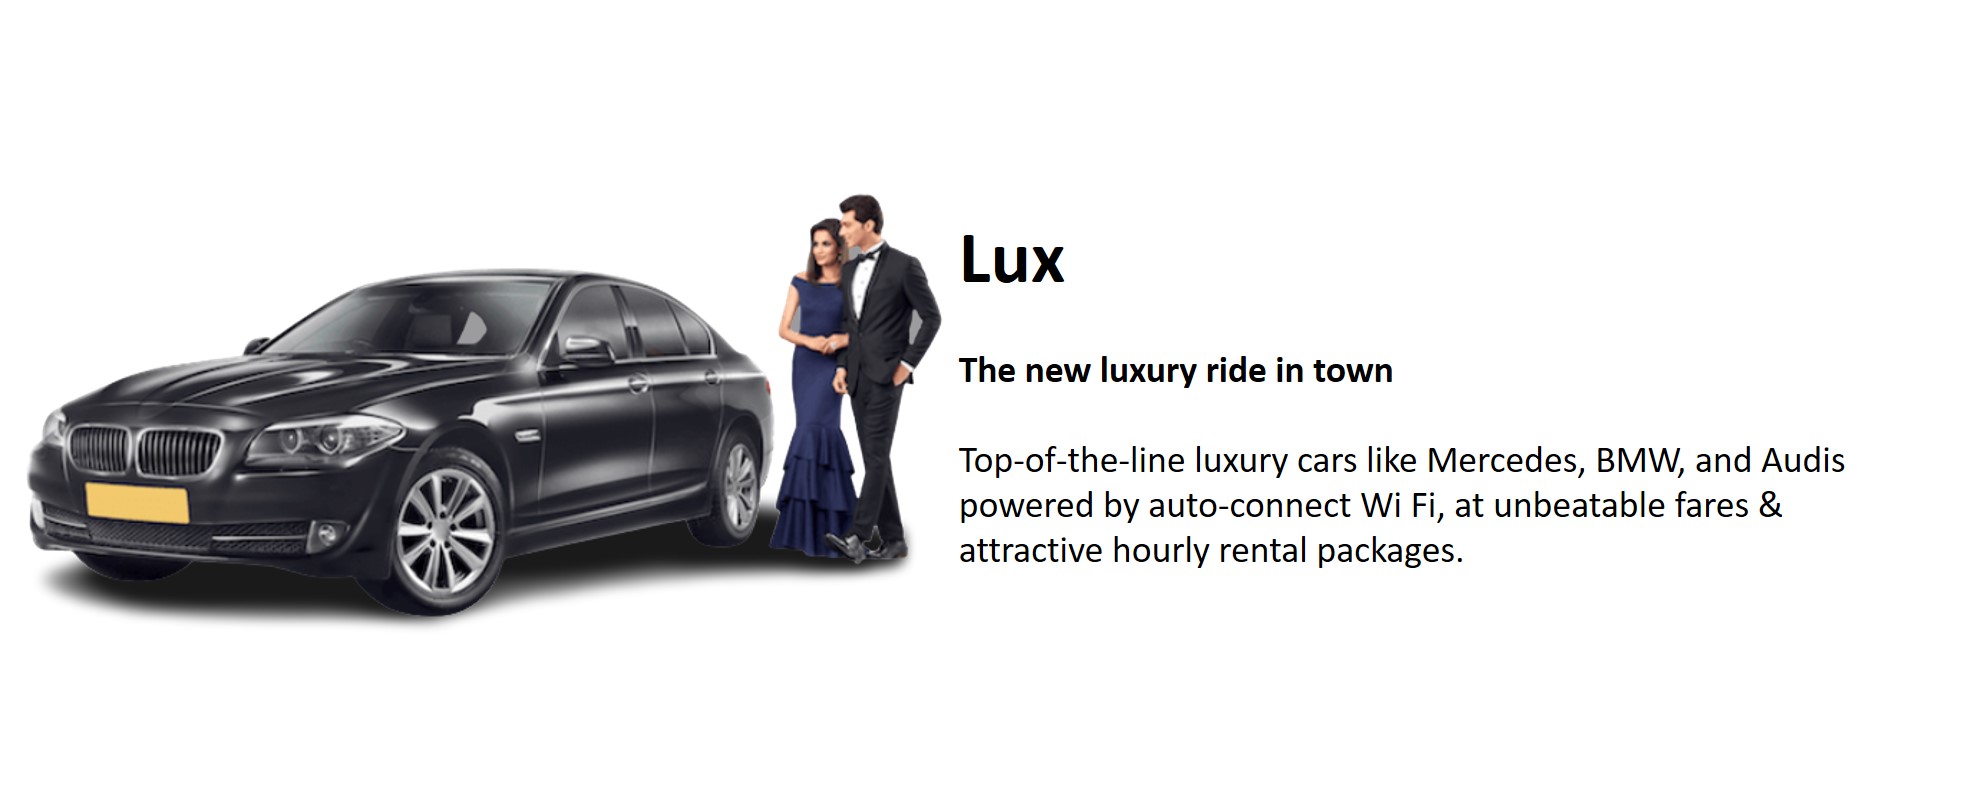 Lux
The new luxury ride in town
Top-of-the-line luxury cars like Mercedes, BMW, and Audis
powered by auto-connect Wi Fi, at unbeatable fares &
attractive hourly rental packages.